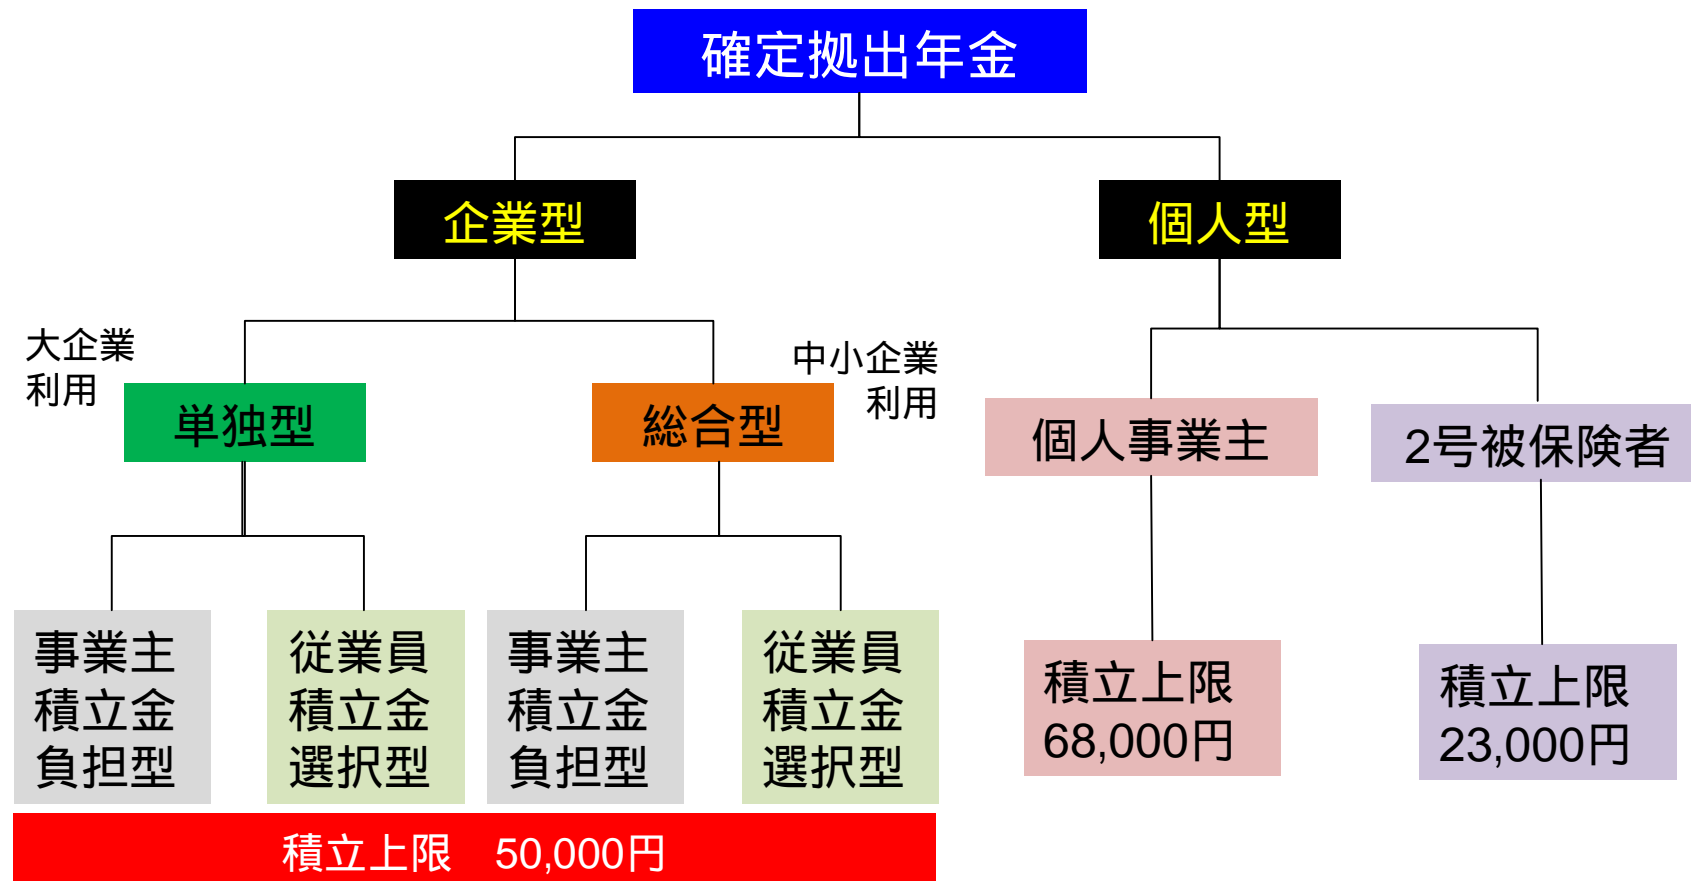 確定拠出年金
企業型
個人型
大企業
利用
中小企業
利用
単独型
総合型
個人事業主
2号被保険者
事業主
積立金
負担型
従業員
積立金
選択型
事業主
積立金
負担型
従業員
積立金
選択型
積立上限
68,000円
積立上限
23,000円
積立上限　50,000円